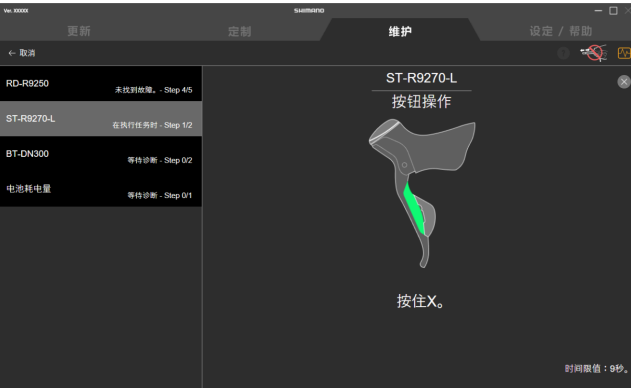 Ver. XXXXX
SHIMANO
更新
定制
维护
设定 / 帮助
← 取消
RD-R9250
未找到故障。- Step 4/5
ST-R9270-L
在执行任务时 - Step 1/2
BT-DN300
等待诊断 - Step 0/2
电池耗电量
等待诊断 - Step 0/1
ST-R9270-L
按钮操作
按住X。
时间限值：9秒。